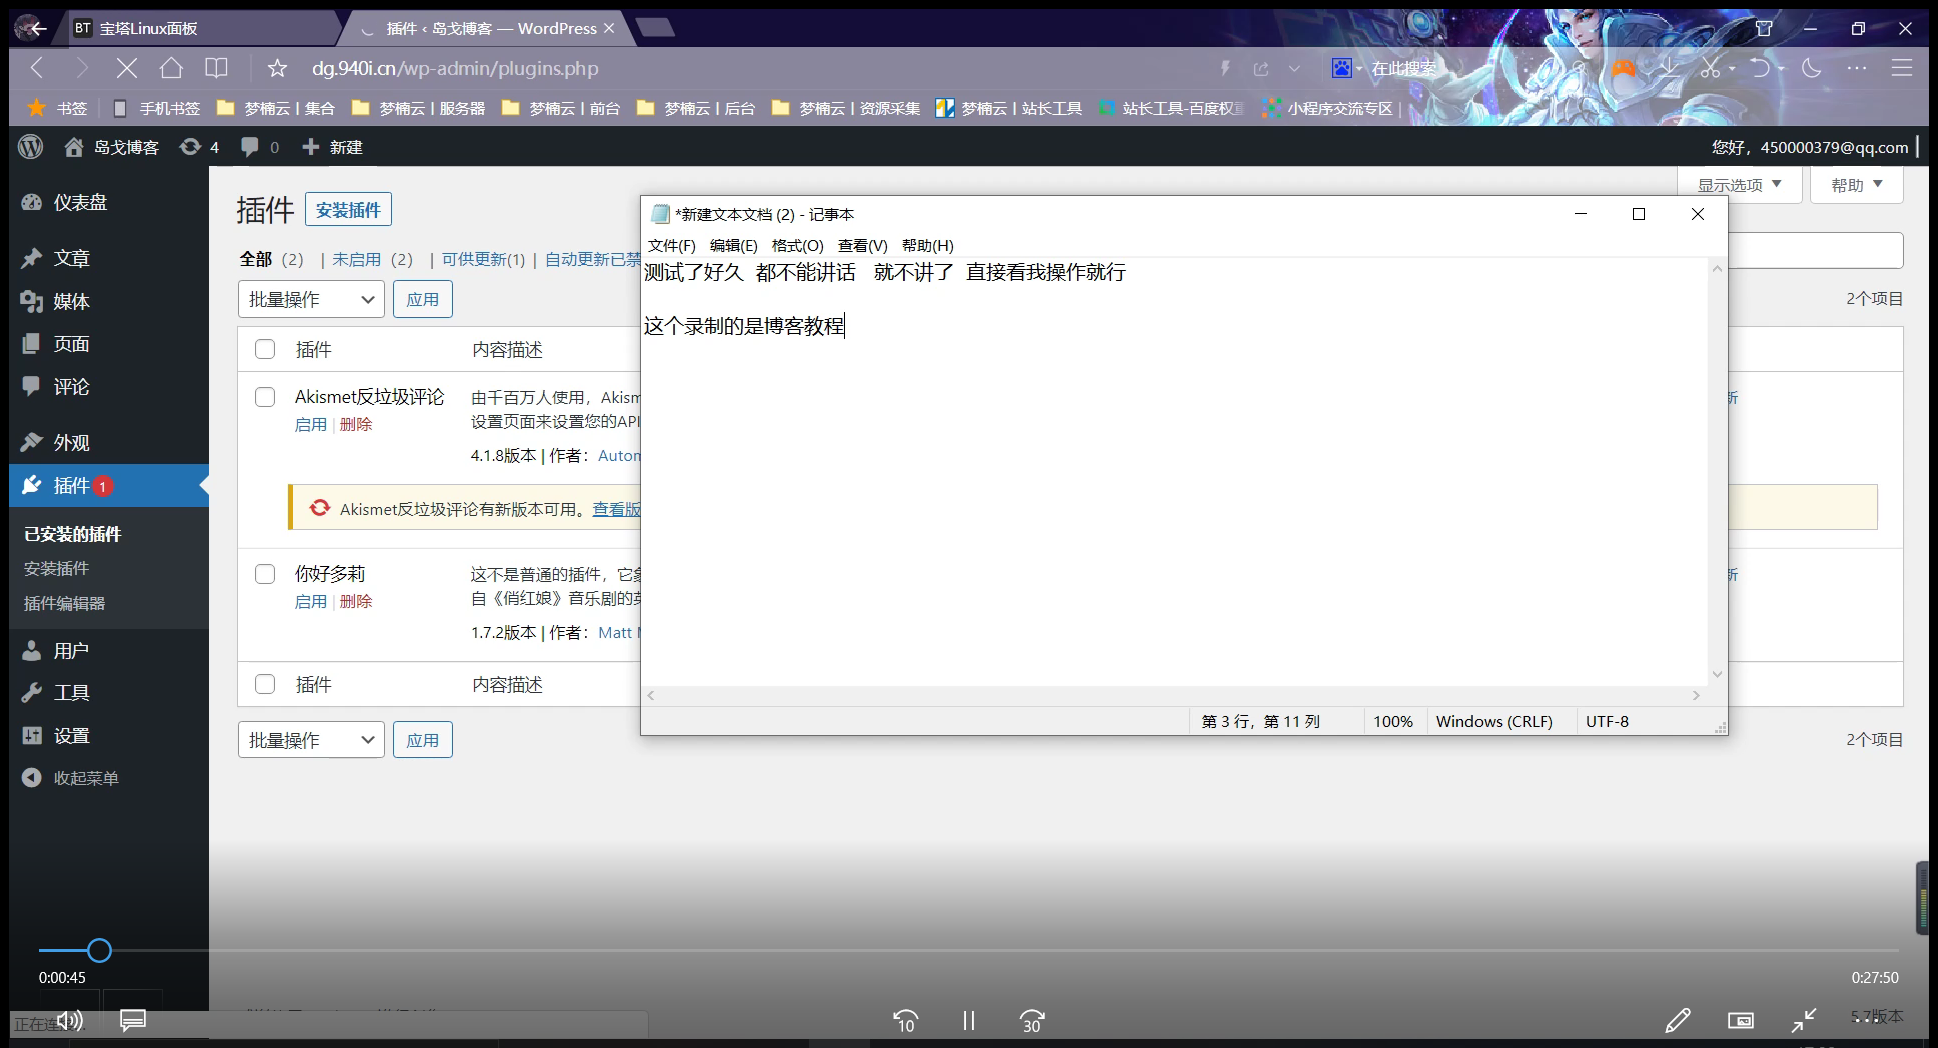 BT 宝塔Linux面板
插件 ‹ 岛戈博客 — WordPress
dg.940i.cn/wp-admin/plugins.php
在此搜索
书签 手机书签 梦楠云丨集合 梦楠云丨服务器 梦楠云丨前台 梦楠云丨后台 梦楠云丨资源采集 梦楠云丨站长工具 站长工具-百度权 小程序交流专区
岛戈博客 4 0 新建
您好，450000379@qq.com
仪表盘
文章
媒体
页面
评论
外观
插件 1
已安装的插件
安装插件
插件编辑器
用户
工具
设置
收起菜单
显示选项 帮助
插件 安装插件
全部 (2) | 未启用 (2) | 可供更新(1) | 自动更新已禁
批量操作 应用
2个项目
插件 内容描述
Akismet反垃圾评论
启用 | 删除
由千百万人使用，Akism
设置页面来设置您的API
4.1.8版本 | 作者：Autom
新
Akismet反垃圾评论有新版本可用。查看版
你好多莉
启用 | 删除
这不是普通的插件，它象
自《俏红娘》音乐剧的英
1.7.2版本 | 作者：Matt M
新
插件 内容描述
批量操作 应用
2个项目
*新建文本文档 (2) - 记事本
文件(F) 编辑(E) 格式(O) 查看(V) 帮助(H)
测试了好久 都不能讲话 就不讲了 直接看我操作就行
这个录制的是博客教程
第 3 行，第 11 列 100% Windows (CRLF) UTF-8
0:00:45
0:27:50
正在连
10
30
5.7版本